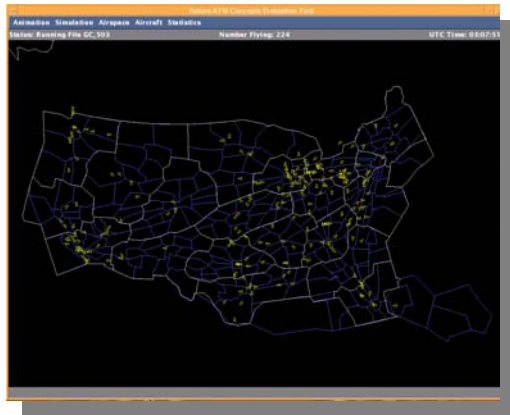 Future ATM Concepts Evaluation Tool
Animation Simulation Airspace Aircraft Statistics
Status: Running File GC_503 Number Flying: 224 UTC Time: 00:07:51